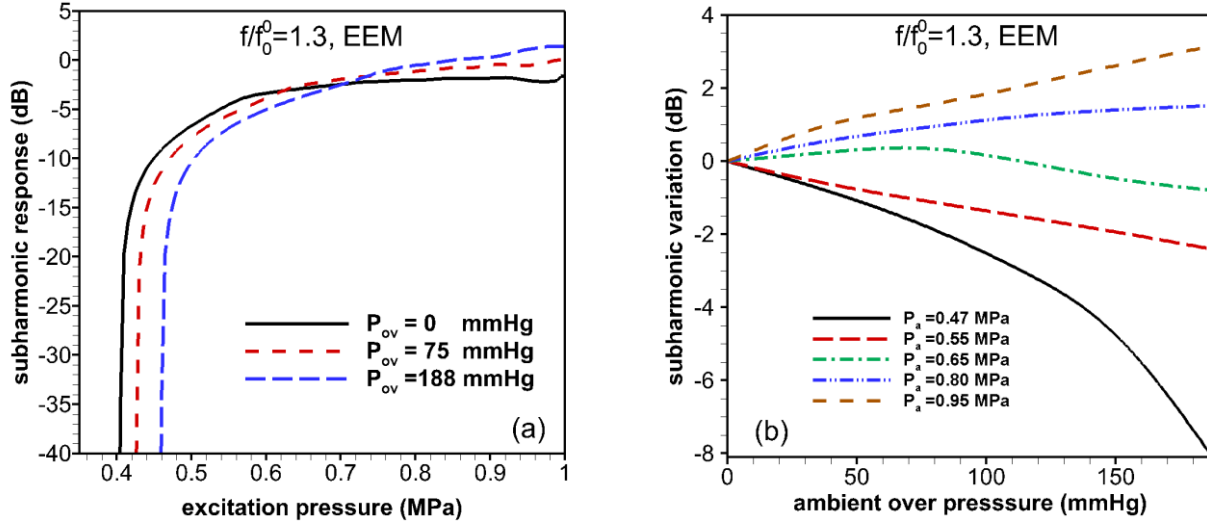 f/f₀⁰=1.3, EEM
subharmonic response (dB)
5
0
-5
-10
-15
-20
-25
-30
-35
-40
P_ov = 0 mmHg
P_ov = 75 mmHg
P_ov =188 mmHg
(a)
0.4 0.5 0.6 0.7 0.8 0.9 1
excitation pressure (MPa)
f/f₀⁰=1.3, EEM
subharmonic variation (dB)
4
2
0
-2
-4
-6
-8
P_a =0.47 MPa
P_a =0.55 MPa
P_a =0.65 MPa
P_a =0.80 MPa
P_a =0.95 MPa
(b)
0 50 100 150
ambient over presssure (mmHg)